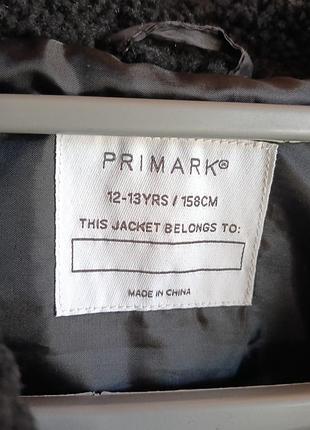 PRIMARK®
12-13YRS / 158CM
THIS JACKET BELONGS TO:
MADE IN CHINA